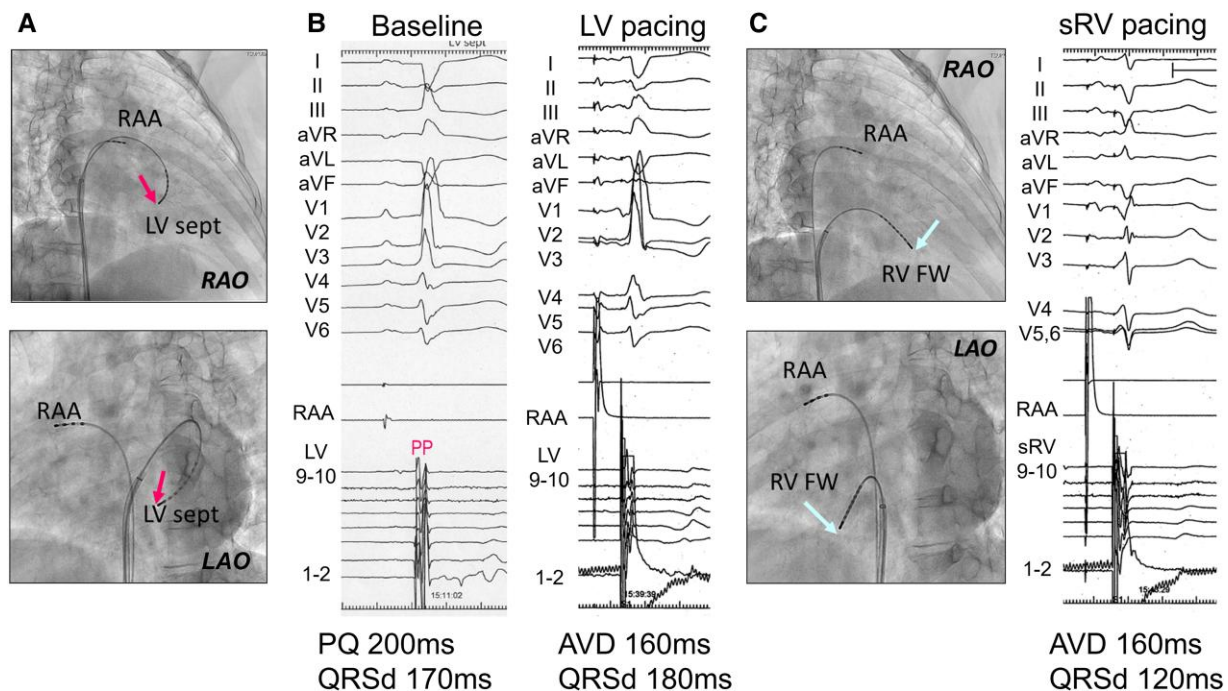 A
RAA
LV sept
RAO
RAA
LV sept
LAO
B
Baseline
LV sept
I
II
III
aVR
aVL
aVF
V1
V2
V3
V4
V5
V6
RAA
LV
9-10
PP
1-2
15:11:02
PQ 200ms
QRSd 170ms
LV pacing
I
II
III
aVR
aVL
aVF
V1
V2
V3
V4
V5
V6
RAA
LV
9-10
1-2
15:39:39
AVD 160ms
QRSd 180ms
C
RAO
RAA
RV FW
LAO
RAA
RV FW
sRV pacing
I
II
III
aVR
aVL
aVF
V1
V2
V3
V4
V5,6
RAA
sRV
9-10
1-2
AVD 160ms
QRSd 120ms